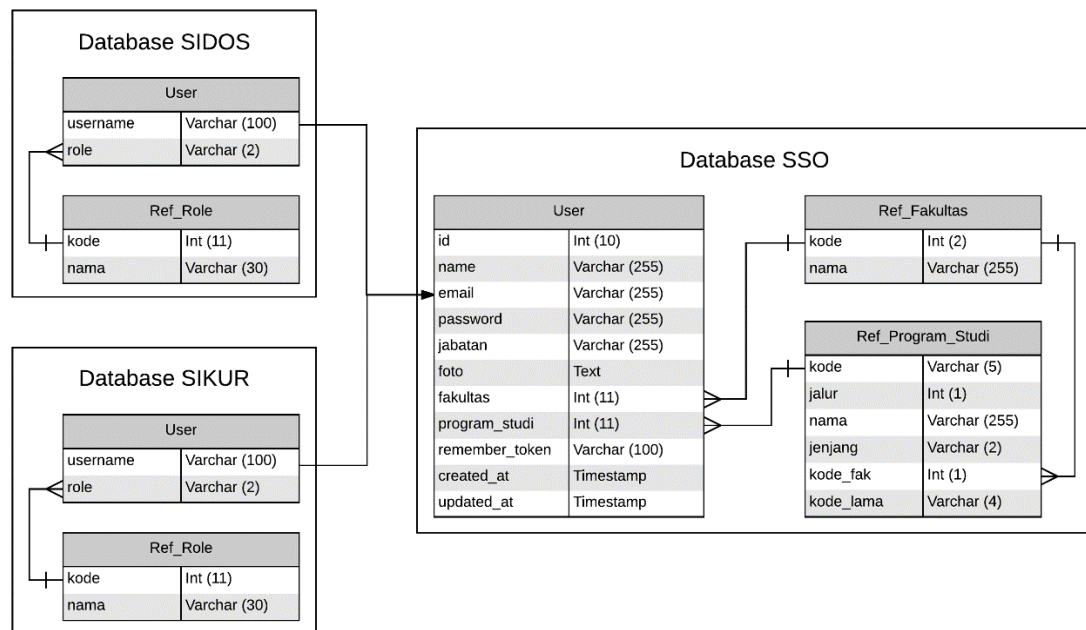 Database SIDOS
User
username Varchar (100)
role Varchar (2)
Ref_Role
kode Int (11)
nama Varchar (30)
Database SIKUR
User
username Varchar (100)
role Varchar (2)
Ref_Role
kode Int (11)
nama Varchar (30)
Database SSO
User
id Int (10)
name Varchar (255)
email Varchar (255)
password Varchar (255)
jabatan Varchar (255)
foto Text
fakultas Int (11)
program_studi Int (11)
remember_token Varchar (100)
created_at Timestamp
updated_at Timestamp
Ref_Fakultas
kode Int (2)
nama Varchar (255)
Ref_Program_Studi
kode Varchar (5)
jalur Int (1)
nama Varchar (255)
jenjang Varchar (2)
kode_fak Int (1)
kode_lama Varchar (4)